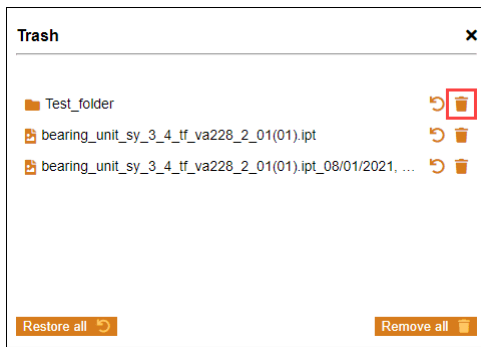 Trash
Test_folder
bearing_unit_sy_3_4_tf_va228_2_01(01).ipt
bearing_unit_sy_3_4_tf_va228_2_01(01).ipt_08/01/2021, ...
Restore all
Remove all